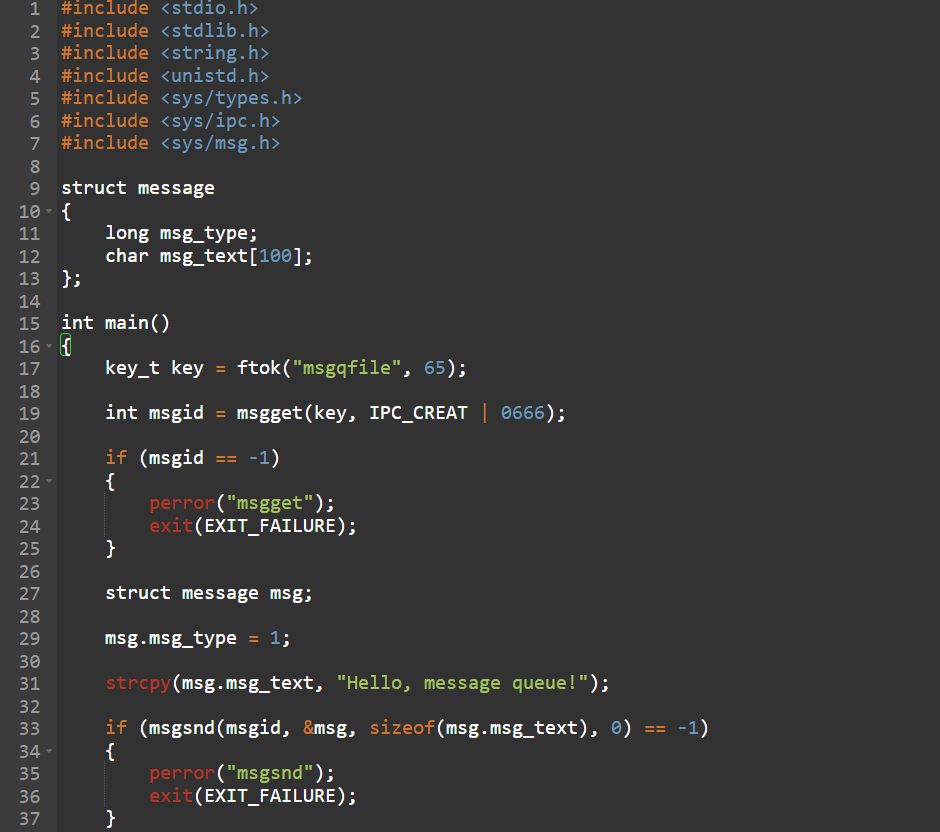 1 #include <stdio.h>
2 #include <stdlib.h>
3 #include <string.h>
4 #include <unistd.h>
5 #include <sys/types.h>
6 #include <sys/ipc.h>
7 #include <sys/msg.h>
8
9 struct message
10 {
11     long msg_type;
12     char msg_text[100];
13 };
14
15 int main()
16 {
17     key_t key = ftok("msgqfile", 65);
18
19     int msgid = msgget(key, IPC_CREAT | 0666);
20
21     if (msgid == -1)
22     {
23         perror("msgget");
24         exit(EXIT_FAILURE);
25     }
26
27     struct message msg;
28
29     msg.msg_type = 1;
30
31     strcpy(msg.msg_text, "Hello, message queue!");
32
33     if (msgsnd(msgid, &msg, sizeof(msg.msg_text), 0) == -1)
34     {
35         perror("msgsnd");
36         exit(EXIT_FAILURE);
37     }